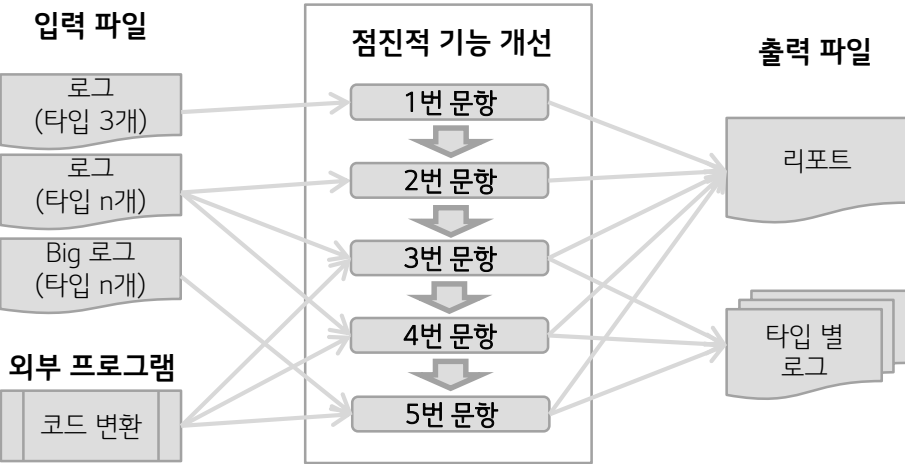 입력 파일
로그
(타입 3개)
로그
(타입 n개)
Big 로그
(타입 n개)
외부 프로그램
코드 변환
점진적 기능 개선
1번 문항
2번 문항
3번 문항
4번 문항
5번 문항
출력 파일
리포트
타입 별
로그